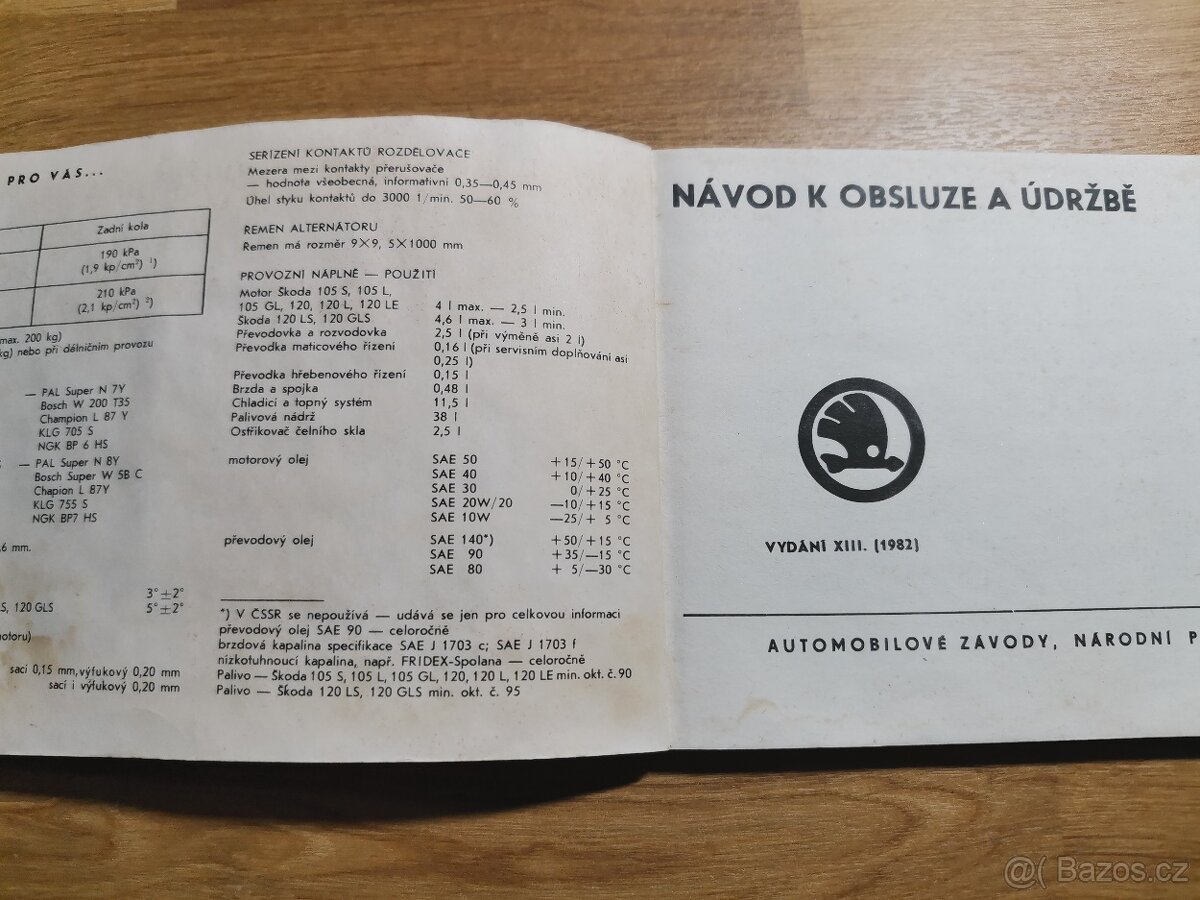 PRO VÁS...
Zadní kola
190 kPa
(1,9 kp/cm²) ¹)
210 kPa
(2,1 kp/cm²) ²)
max. 200 kg)
kg) nebo při dálničním provozu
— PAL Super N 7Y
Bosch W 200 T35
Champion L 87 Y
KLG 705 S
NGK BP 6 HS
— PAL Super N 8Y
Bosch Super W 5B C
Chapion L 87Y
KLG 755 S
NGK BP7 HS
,6 mm.
3° ±2°
S, 120 GLS 5° ±2°
motoru)
sací 0,15 mm, výfukový 0,20 mm
sací i výfukový 0,20 mm
SEŘÍZENÍ KONTAKTŮ ROZDĚLOVAČE
Mezera mezi kontakty přerušovače
— hodnota všeobecná, informativní 0,35—0,45 mm
Úhel styku kontaktů do 3000 1/min. 50—60 %
REMEN ALTERNÁTORU
Remen má rozměr 9×9, 5×1000 mm
PROVOZNÍ NÁPLNĚ — POUŽITÍ
Motor Škoda 105 S, 105 L,
105 GL, 120, 120 L, 120 LE 4 l max. — 2,5 l min.
Škoda 120 LS, 120 GLS 4,6 l max. — 3 l min.
Převodovka a rozvodovka 2,5 l (při výměně asi 2 l)
Převodka maticového řízení 0,16 l (při servisním doplňování asi
0,25 l)
Převodka hřebenového řízení 0,15 l
Brzda a spojka 0,48 l
Chladicí a topný systém 11,5 l
Palivová nádrž 38 l
Ostřikovač čelního skla 2,5 l
motorový olej SAE 50 +15/+50 °C
SAE 40 +10/+40 °C
SAE 30 0/+25 °C
SAE 20W/20 —10/+15 °C
SAE 10W —25/+ 5 °C
převodový olej SAE 140*) +50/+15 °C
SAE 90 +35/—15 °C
SAE 80 + 5/—30 °C
*) V ČSSR se nepoužívá — udává se jen pro celkovou informaci
převodový olej SAE 90 — celoročně
brzdová kapalina specifikace SAE J 1703 c; SAE J 1703 f
nízkotuhnoucí kapalina, např. FRIDEX-Spolana — celoročně
Palivo — Škoda 105 S, 105 L, 105 GL, 120, 120 L, 120 LE min. okt. č. 90
Palivo — Škoda 120 LS, 120 GLS min. okt. č. 95
NÁVOD K OBSLUZE A ÚDRŽBĚ
VYDÁNÍ XIII. (1982)
AUTOMOBILOVÉ ZÁVODY, NÁRODNÍ P
@( Bazos.cz